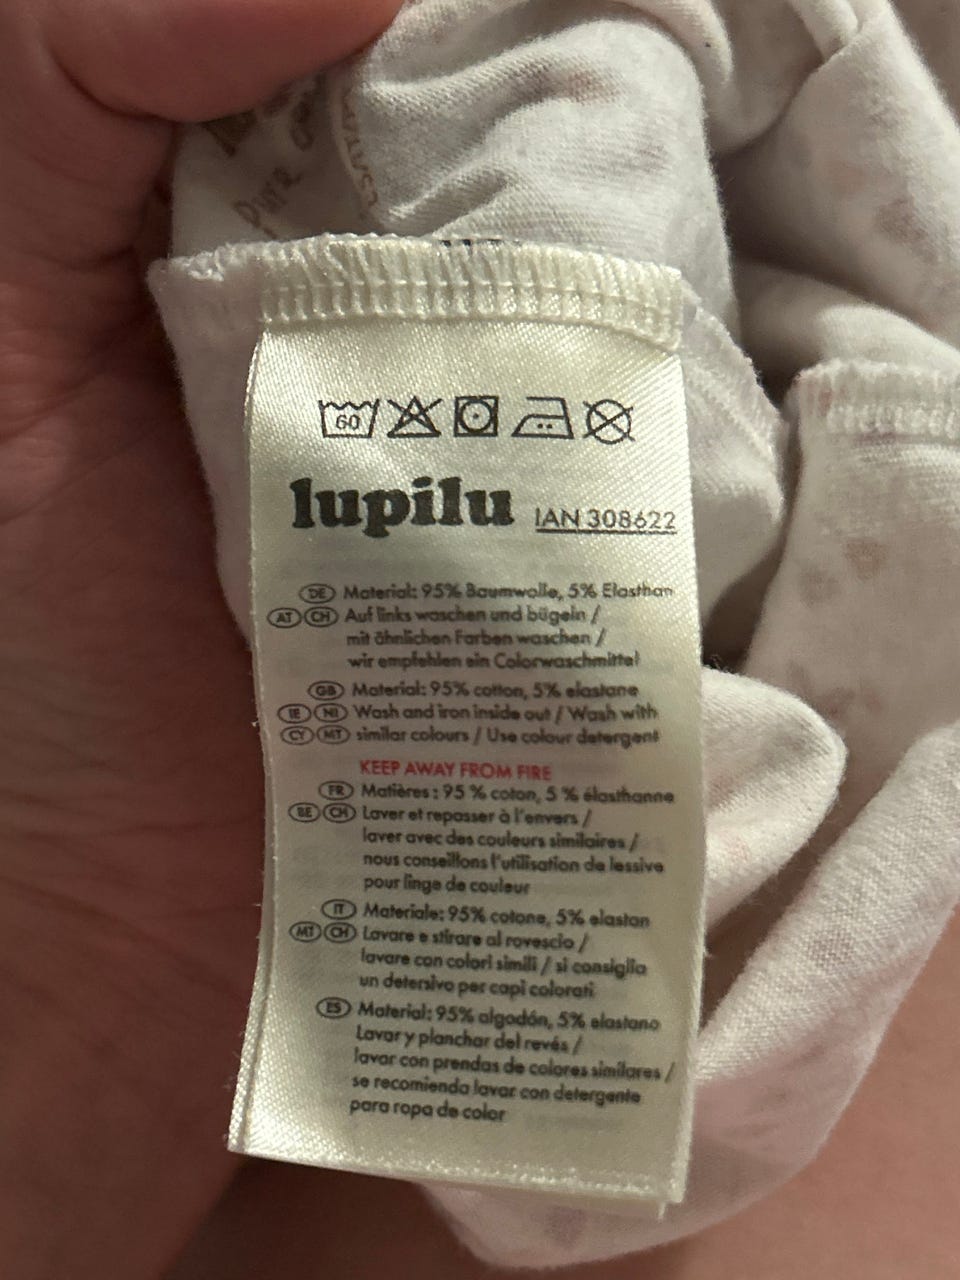 PURE
60
lupilu IAN 308622
DE Material: 95% Baumwolle, 5% Elasthan
AT CH Auf links waschen und bügeln /
mit ähnlichen Farben waschen /
wir empfehlen ein Colorwaschmittel
GB Material: 95% cotton, 5% elastane
IE NI Wash and iron inside out / Wash with
CY MT similar colours / Use colour detergent
KEEP AWAY FROM FIRE
FR Matières : 95 % coton, 5 % élasthanne
BE CH Laver et repasser à l'envers /
laver avec des couleurs similaires /
nous conseillons l'utilisation de lessive
pour linge de couleur
IT Materiale: 95% cotone, 5% elastan
MT CH Lavare e stirare al rovescio /
lavare con colori simili / si consiglia
un detersivo per capi colorati
ES Material: 95% algodón, 5% elastano
Lavar y planchar del revés /
lavar con prendas de colores similares /
se recomienda lavar con detergente
para ropa de color